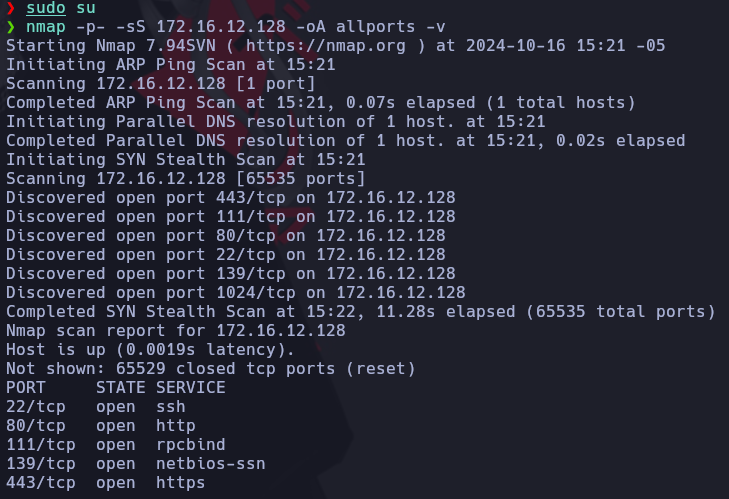 ❯ sudo su
❯ nmap -p- -sS 172.16.12.128 -oA allports -v
Starting Nmap 7.94SVN ( https://nmap.org ) at 2024-10-16 15:21 -05
Initiating ARP Ping Scan at 15:21
Scanning 172.16.12.128 [1 port]
Completed ARP Ping Scan at 15:21, 0.07s elapsed (1 total hosts)
Initiating Parallel DNS resolution of 1 host. at 15:21
Completed Parallel DNS resolution of 1 host. at 15:21, 0.02s elapsed
Initiating SYN Stealth Scan at 15:21
Scanning 172.16.12.128 [65535 ports]
Discovered open port 443/tcp on 172.16.12.128
Discovered open port 111/tcp on 172.16.12.128
Discovered open port 80/tcp on 172.16.12.128
Discovered open port 22/tcp on 172.16.12.128
Discovered open port 139/tcp on 172.16.12.128
Discovered open port 1024/tcp on 172.16.12.128
Completed SYN Stealth Scan at 15:22, 11.28s elapsed (65535 total ports)
Nmap scan report for 172.16.12.128
Host is up (0.0019s latency).
Not shown: 65529 closed tcp ports (reset)
PORT     STATE SERVICE
22/tcp   open  ssh
80/tcp   open  http
111/tcp  open  rpcbind
139/tcp  open  netbios-ssn
443/tcp  open  https